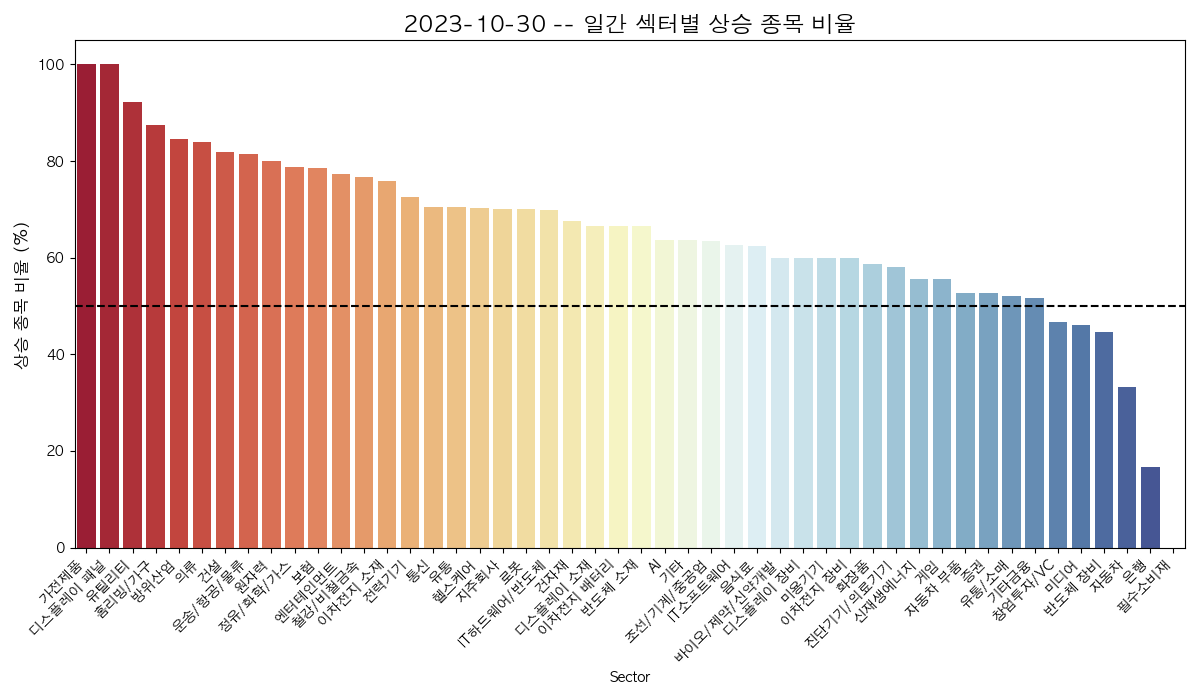 2023-10-30 -- 일간 섹터별 상승 종목 비율
상승 종목 비율 (%)
100
80
60
40
20
0
가전제품
디스플레이 패널
유틸리티
홈리빙/가구
방위산업
의류
건설
운송/항공/물류
원자력
정유/화학/가스
보험
엔터테인먼트
철강/비철금속
이차전지 소재
전력기기
통신
유통
헬스케어
지주회사
로봇
IT하드웨어/반도체
건자재
디스플레이 소재
이차전지 배터리
반도체 소재
AI
기타
조선/기계/중공업
IT소프트웨어
음식료
바이오/제약/신약개발
디스플레이 장비
미용기기
이차전지 장비
화장품
진단기기/의료기기
신재생에너지
게임
자동차 부품
증권
유통/소매
기타금융
창업투자/VC
미디어
반도체 장비
자동차
은행
필수소비재
Sector